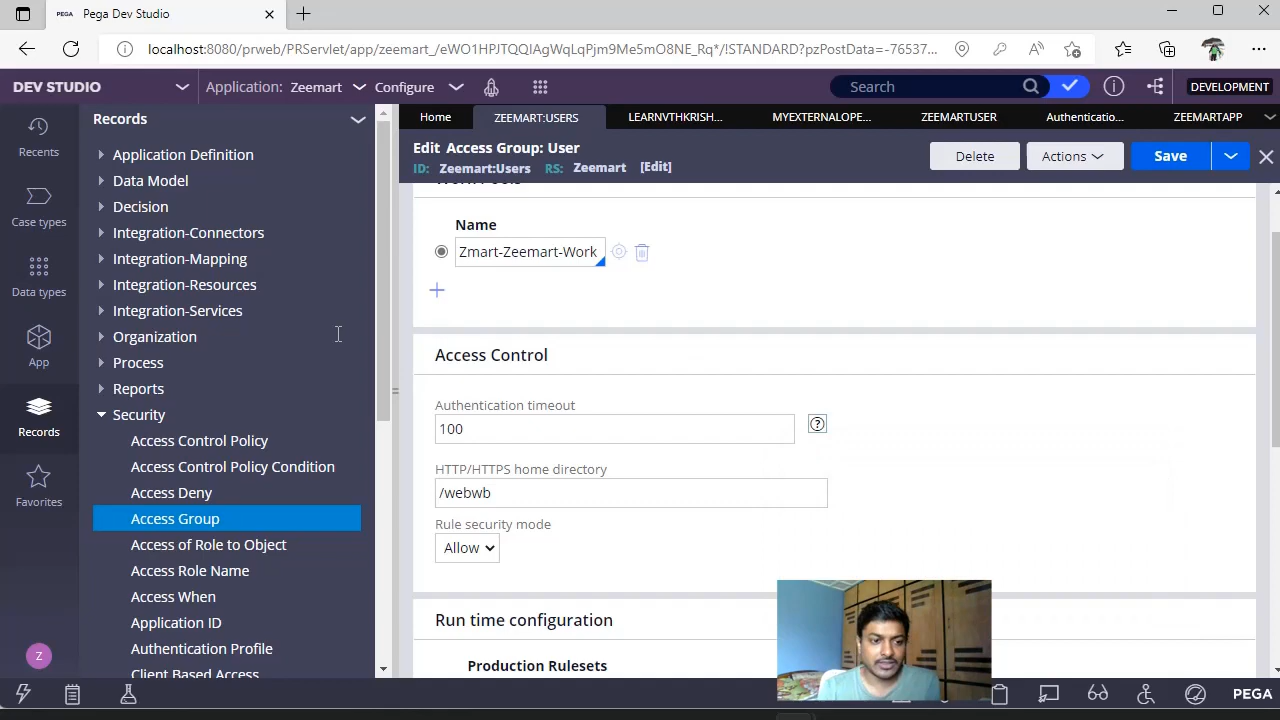 PEGA
Pega Dev Studio
localhost:8080/prweb/PRServlet/app/zeemart_/eWO1HPJTQQIAgWqLqPjm9Me5mO8NE_Rq*/!STANDARD?pzPostData=-76537...
DEV STUDIO
Application: Zeemart
Configure
Search
DEVELOPMENT
Recents
Case types
Data types
App
Records
Favorites
Z
Records
Application Definition
Data Model
Decision
Integration-Connectors
Integration-Mapping
Integration-Resources
Integration-Services
Organization
Process
Reports
Security
Access Control Policy
Access Control Policy Condition
Access Deny
Access Group
Access of Role to Object
Access Role Name
Access When
Application ID
Authentication Profile
Client Based Access
Home
ZEEMART:USERS
LEARNVTHKRISH...
MYEXTERNALOPE...
ZEEMARTUSER
Authenticatio...
ZEEMARTAPP
Edit Access Group: User
ID: Zeemart:Users RS: Zeemart [Edit]
Delete
Actions
Save
Name
Zmart-Zeemart-Work
Access Control
Authentication timeout
100
HTTP/HTTPS home directory
/webwb
Rule security mode
Allow
Run time configuration
Production Rulesets
PEGA